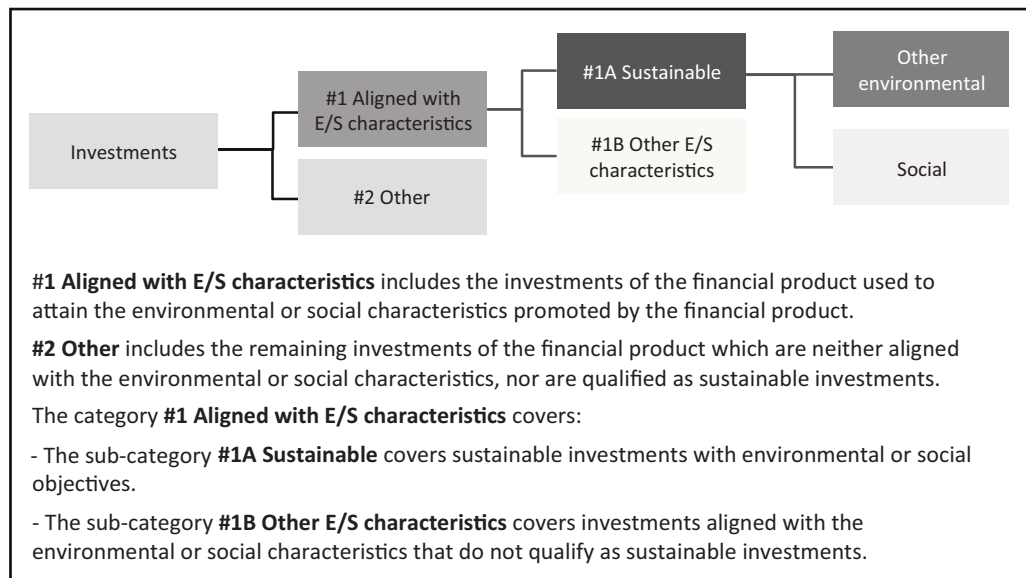 Investments
#1 Aligned with
E/S characteristics
#2 Other
#1A Sustainable
#1B Other E/S
characteristics
Other
environmental
Social
#1 Aligned with E/S characteristics includes the investments of the financial product used to
attain the environmental or social characteristics promoted by the financial product.
#2 Other includes the remaining investments of the financial product which are neither aligned
with the environmental or social characteristics, nor are qualified as sustainable investments.
The category #1 Aligned with E/S characteristics covers:
- The sub-category #1A Sustainable covers sustainable investments with environmental or social
objectives.
- The sub-category #1B Other E/S characteristics covers investments aligned with the
environmental or social characteristics that do not qualify as sustainable investments.